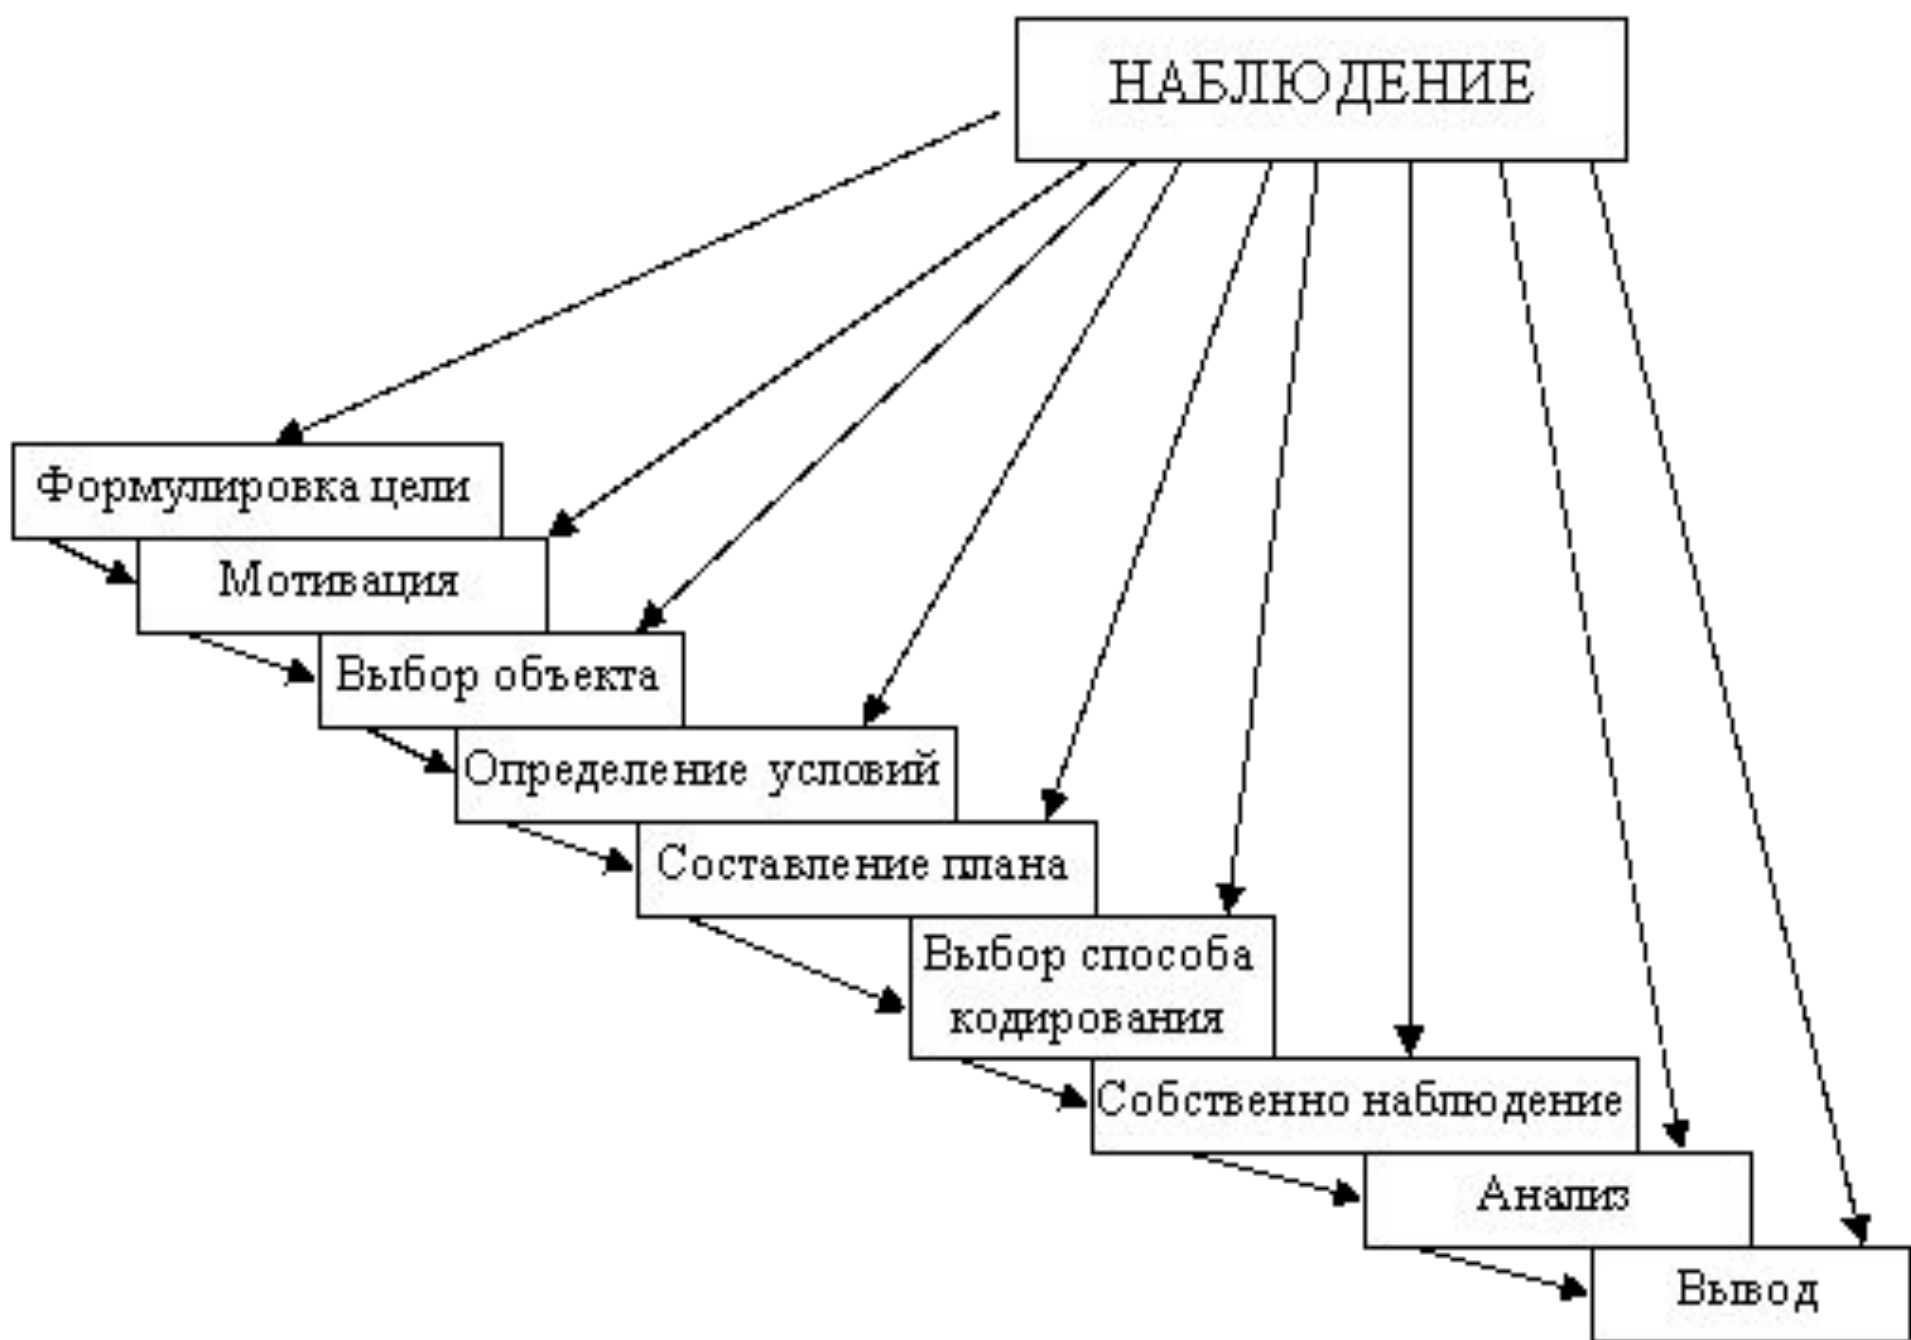 НАБЛЮДЕНИЕ
Формулировка цели
Мотивация
Выбор объекта
Определение условий
Составление плана
Выбор способа
кодирования
Собственно наблюдение
Анализ
Вывод